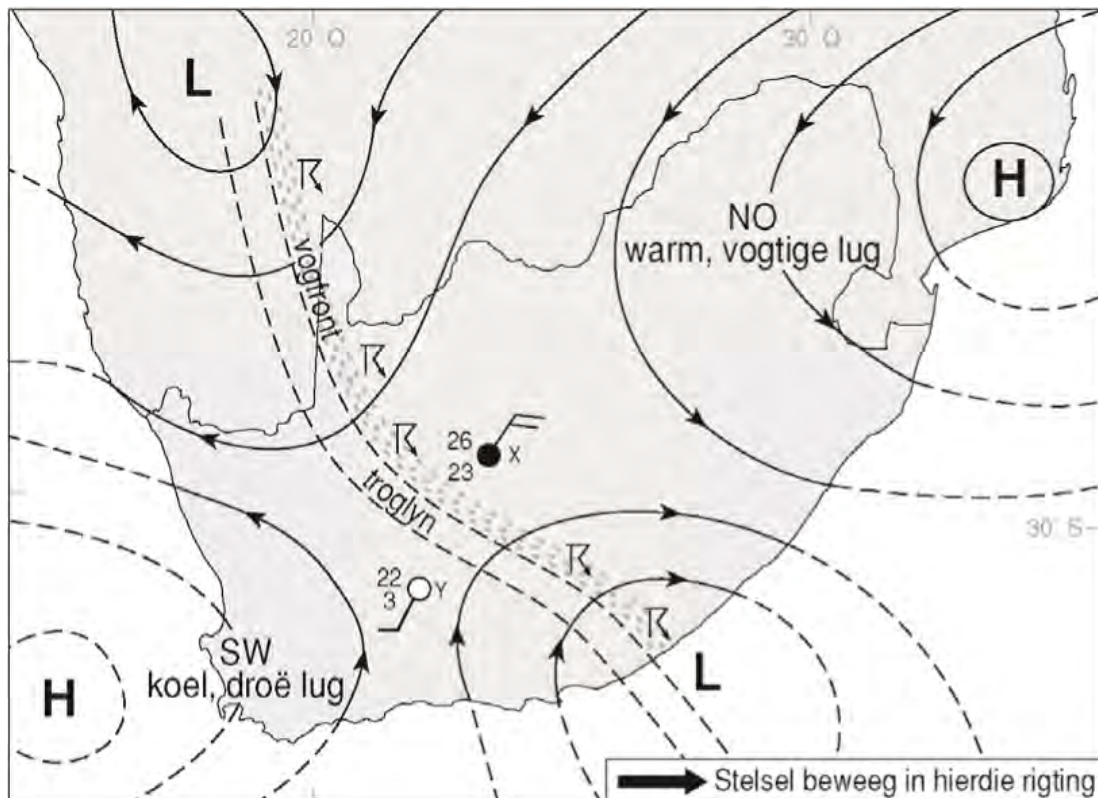 20 O
30 O
L
H
NO
warm, vogtige lug
vogfront
26
23
X
troglyn
30 S
22
3
Y
SW
koel, droë lug
H
L
Stelsel beweeg in hierdie rigting